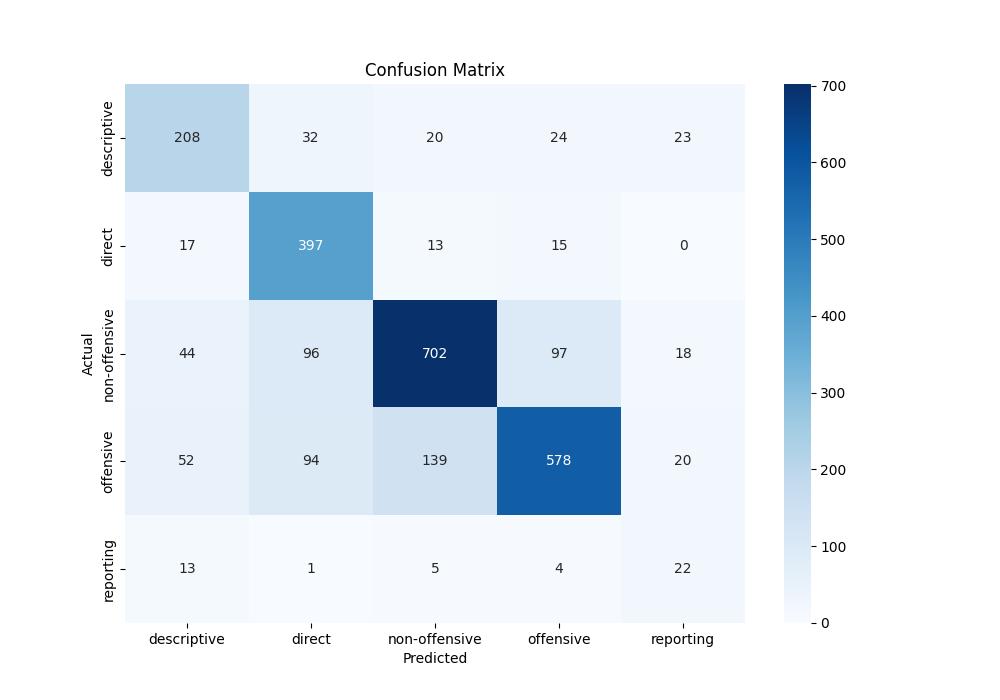 Confusion Matrix
descriptive 208 32 20 24 23
direct 17 397 13 15 0
non-offensive 44 96 702 97 18
offensive 52 94 139 578 20
reporting 13 1 5 4 22
descriptive direct non-offensive offensive reporting
Predicted
Actual
700
600
500
400
300
200
100
0